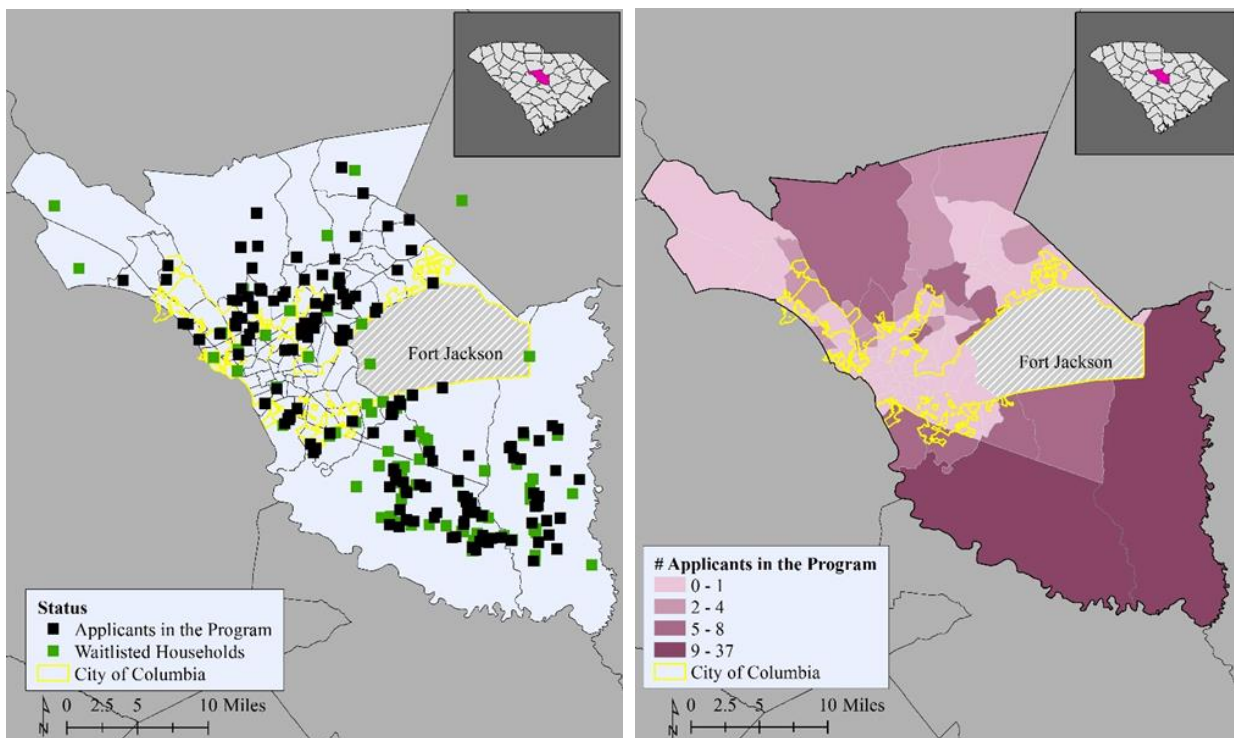 Fort Jackson
Status
Applicants in the Program
Waitlisted Households
City of Columbia
0 2.5 5 10 Miles
N
Fort Jackson
# Applicants in the Program
0 - 1
2 - 4
5 - 8
9 - 37
City of Columbia
0 2.5 5 10 Miles
N